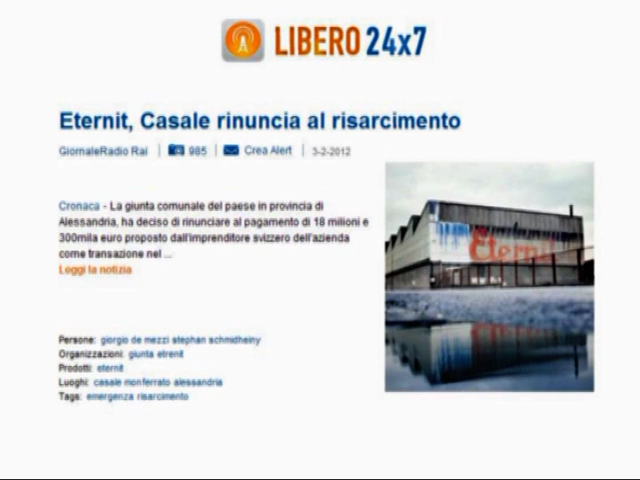 LIBERO 24x7
Eternit, Casale rinuncia al risarcimento
GiornaleRadio Rai | 985 | Crea Alert | 3-2-2012
Cronaca - La giunta comunale del paese in provincia di
Alessandria, ha deciso di rinunciare al pagamento di 18 milioni e
300mila euro proposto dall'imprenditore svizzero dell'azienda
come transazione nel ...
Leggi la notizia
Eternit
Persone: giorgio de mezzi stephan schmidheiny
Organizzazioni: giunta etrenit
Prodotti: eternit
Luoghi: casale monferrato alessandria
Tags: emergenza risarcimento